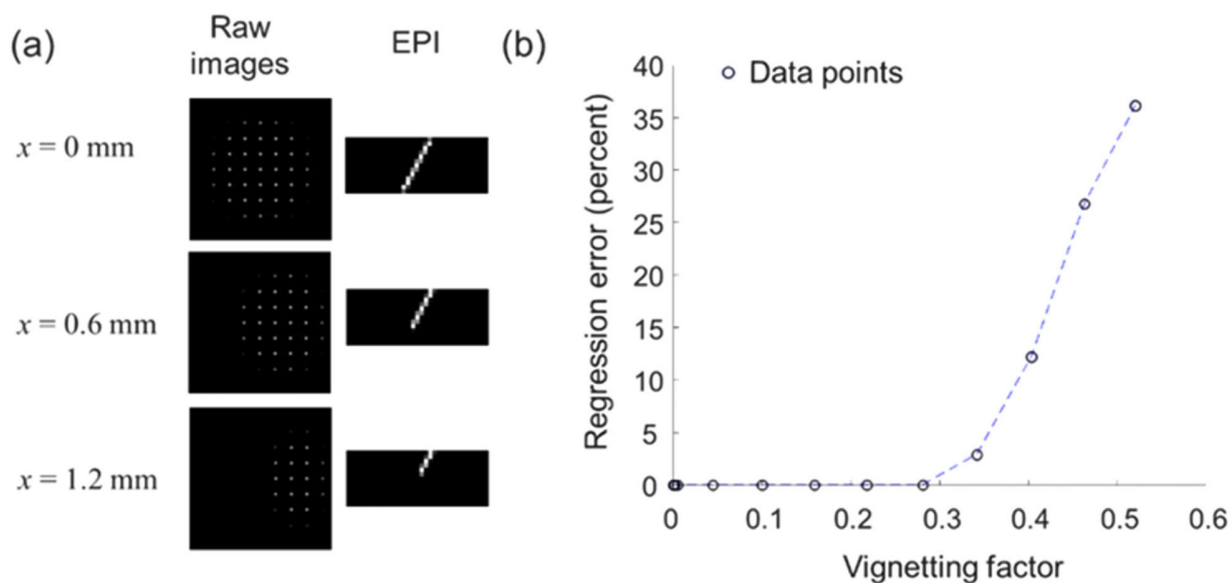 (a)
Raw
images
EPI
x = 0 mm
x = 0.6 mm
x = 1.2 mm
(b)
Data points
Regression error (percent)
40
35
30
25
20
15
10
5
0
0
0.1
0.2
0.3
0.4
0.5
0.6
Vignetting factor